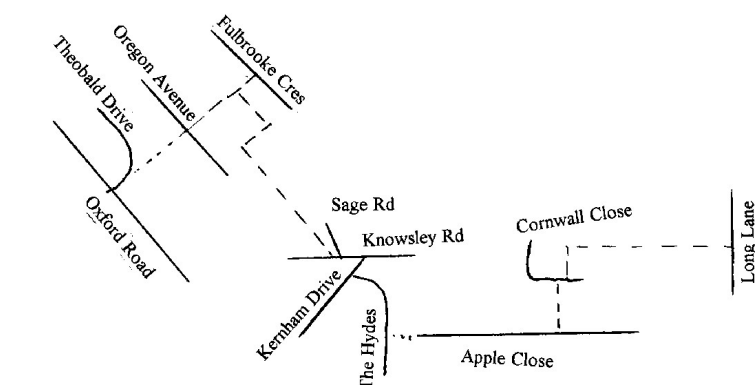 Fulbrooke Cres
Oregon Avenue
Theobald Drive
Oxford Road
Sage Rd
Knowsley Rd
Cornwall Close
Long Lane
Kernham Drive
The Hydes
Apple Close